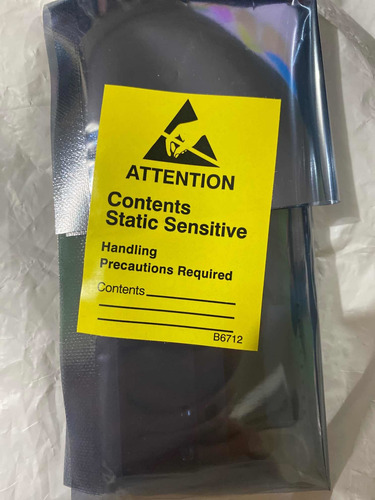 ATTENTION
Contents
Static Sensitive
Handling
Precautions Required
Contents
B6712